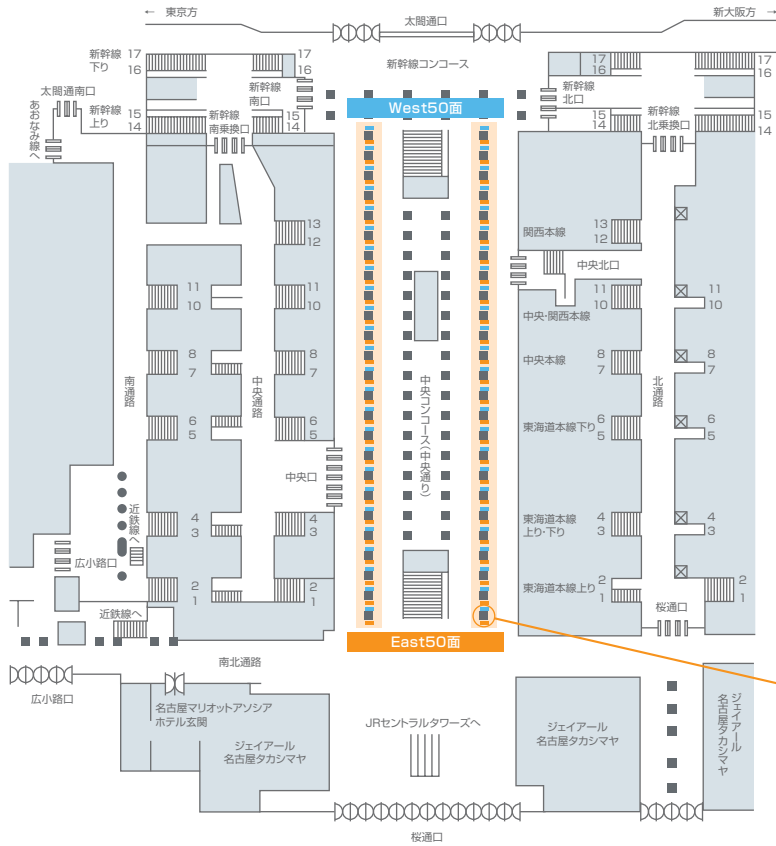 ← 東京方
太閤通口
新大阪方 →
新幹線
下り
17
16
太閤通南口
新幹線
上り
15
14
あおなみ線へ
新幹線
南口
17
16
新幹線
南乗換口
15
14
新幹線コンコース
West50面
新幹線
北口
17
16
17
16
新幹線
北乗換口
15
14
15
14
13
12
関西本線
13
12
中央北口
11
10
11
10
中央・関西本線
11
10
11
10
8
7
8
7
中央本線
8
7
8
7
南通路
中央通路
中央コンコース(中央通り)
北通路
6
5
6
5
東海道本線下り
6
5
6
5
中央口
近鉄線へ
4
3
4
3
東海道本線
上り・下り
4
3
4
3
広小路口
2
1
2
1
東海道本線上り
2
1
2
1
近鉄線へ
桜通口
East50面
南北通路
広小路口
名古屋マリオットアソシア
ホテル玄関
ジェイアール
名古屋タカシマヤ
JRセントラルタワーズへ
ジェイアール
名古屋タカシマヤ
ジェイアール
名古屋タカシマヤ
桜通口